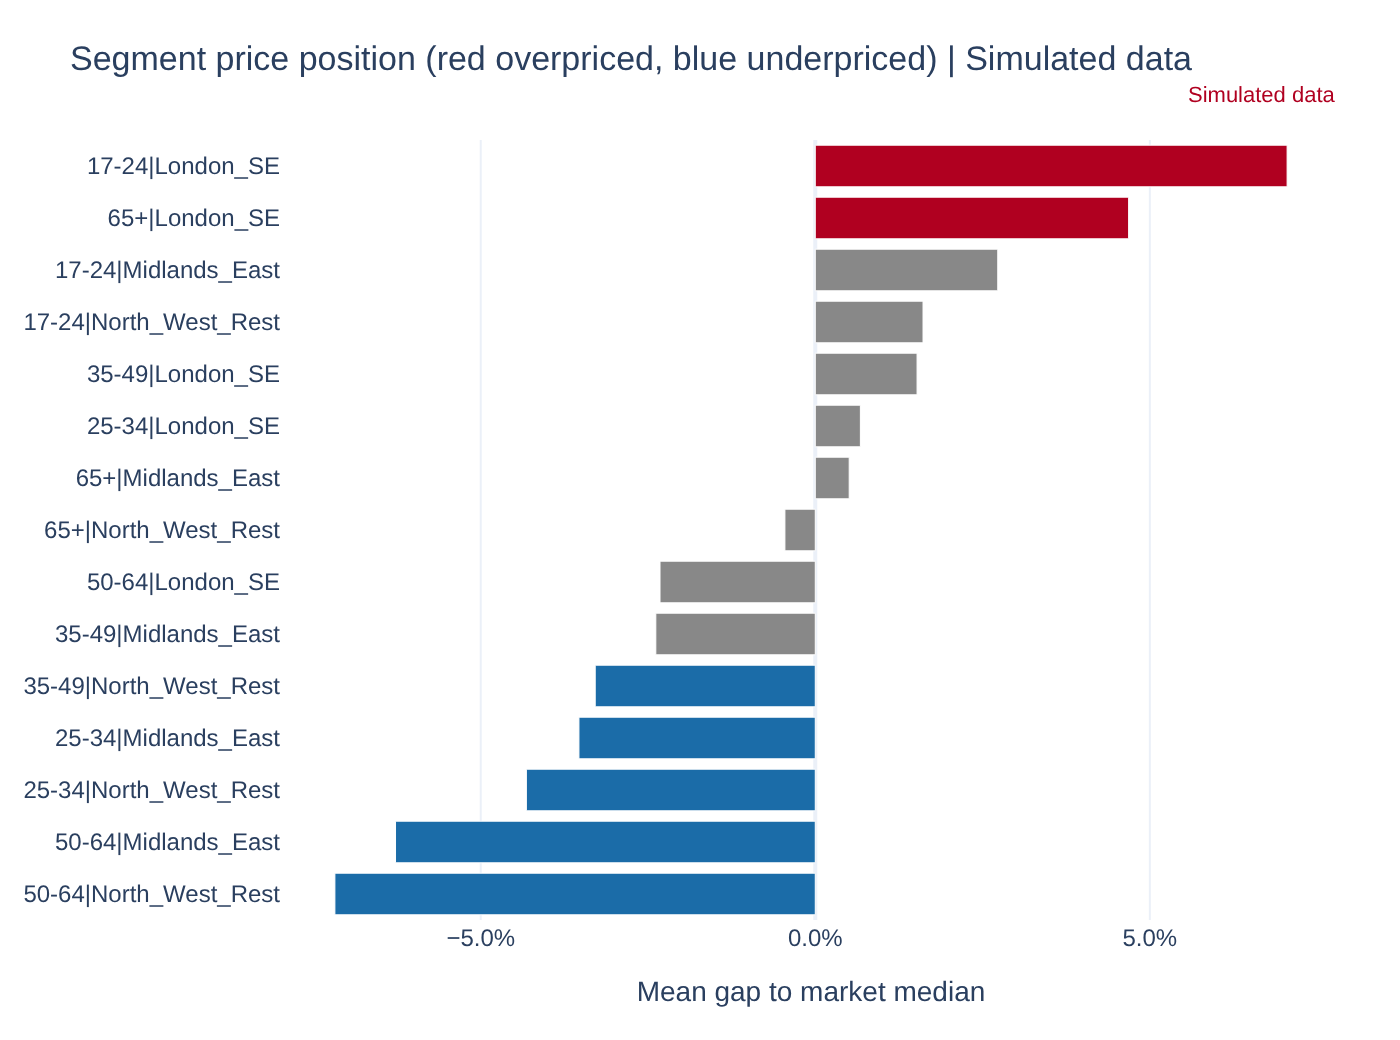 Segment price position (red overpriced, blue underpriced) | Simulated data
Simulated data
17-24|London_SE
65+|London_SE
17-24|Midlands_East
17-24|North_West_Rest
35-49|London_SE
25-34|London_SE
65+|Midlands_East
65+|North_West_Rest
50-64|London_SE
35-49|Midlands_East
35-49|North_West_Rest
25-34|Midlands_East
25-34|North_West_Rest
50-64|Midlands_East
50-64|North_West_Rest
−5.0% 0.0% 5.0%
Mean gap to market median